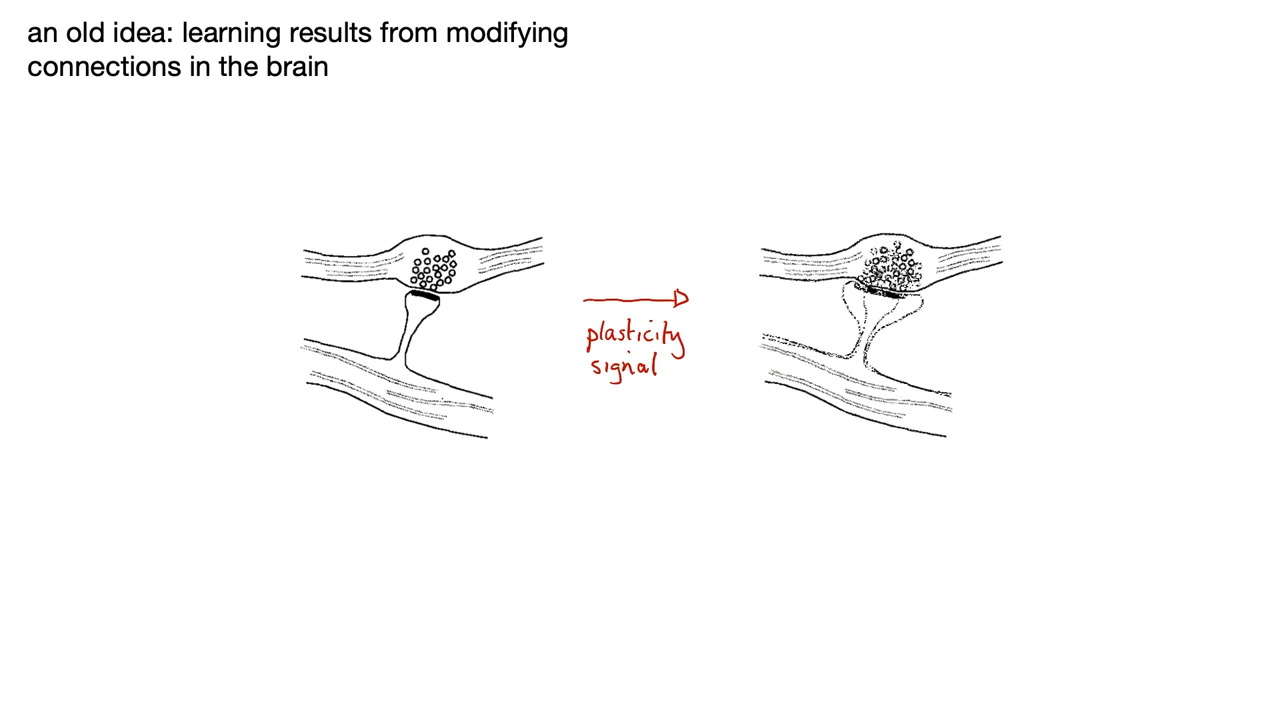 an old idea: learning results from modifying
connections in the brain
plasticity
signal